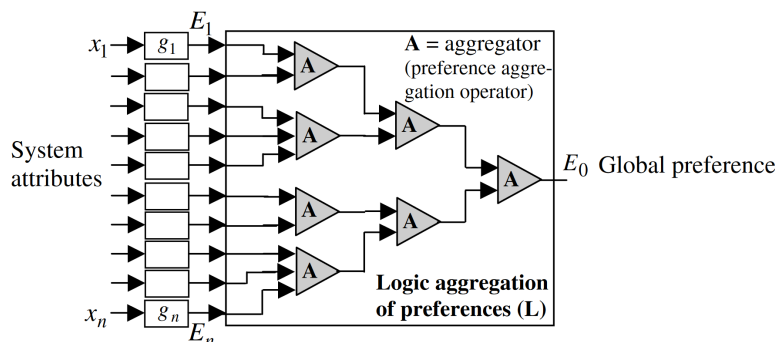 x1
g1
E1
A
A = aggregator
(preference aggre-
gation operator)
A
A
System
attributes
A
E0 Global preference
A
A
A
Logic aggregation
of preferences (L)
xn
gn
En